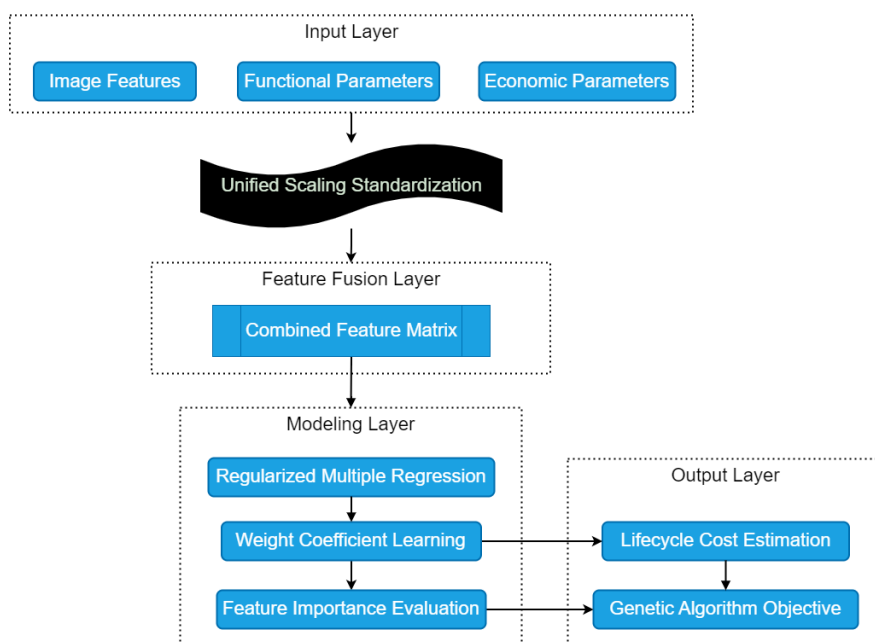 Input Layer
Image Features
Functional Parameters
Economic Parameters
Unified Scaling Standardization
Feature Fusion Layer
Combined Feature Matrix
Modeling Layer
Regularized Multiple Regression
Weight Coefficient Learning
Feature Importance Evaluation
Output Layer
Lifecycle Cost Estimation
Genetic Algorithm Objective